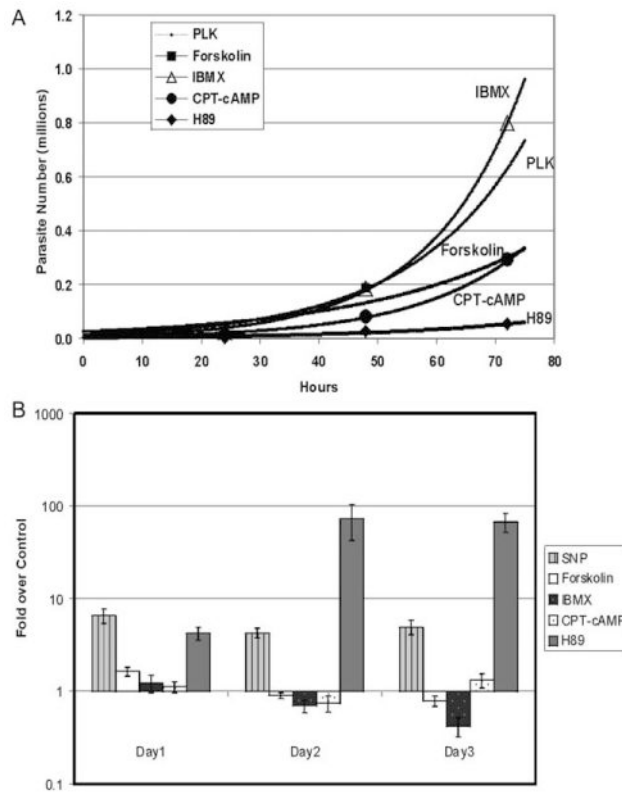 A
PLK
Forskolin
IBMX
CPT-cAMP
H89
Parasite Number (millions)
1.2
1.0
0.8
0.6
0.4
0.2
0.0
IBMX
PLK
Forskolin
CPT-cAMP
H89
0 10 20 30 40 50 60 70 80
Hours
B
Fold over Control
1000
100
10
1
0.1
Day1 Day2 Day3
SNP
Forskolin
IBMX
CPT-cAMP
H89